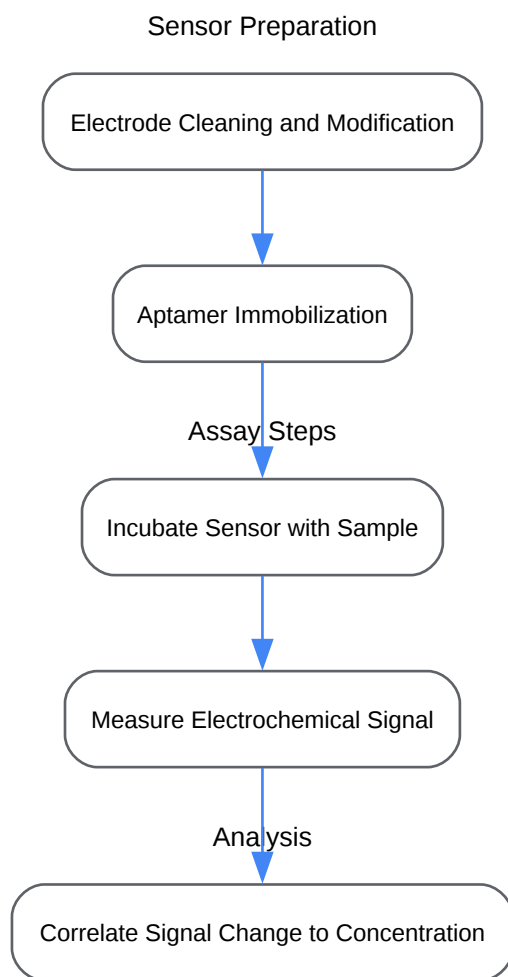 Sensor Preparation
Electrode Cleaning and Modification
Aptamer Immobilization
Assay Steps
Incubate Sensor with Sample
Measure Electrochemical Signal
Analysis
Correlate Signal Change to Concentration